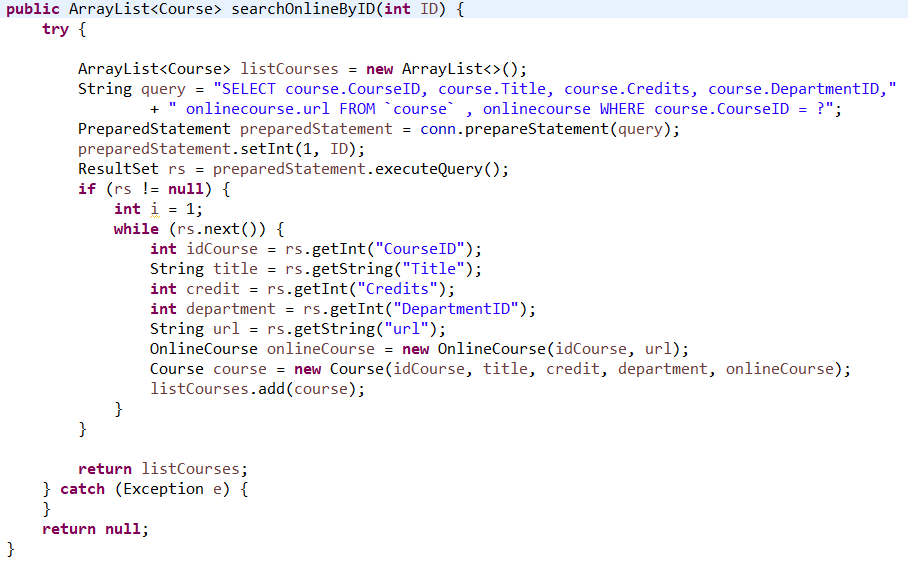 public ArrayList<Course> searchOnlineByID(int ID) {
    try {

        ArrayList<Course> listCourses = new ArrayList<>();
        String query = "SELECT course.CourseID, course.Title, course.Credits, course.DepartmentID,"
                + " onlinecourse.url FROM `course` , onlinecourse WHERE course.CourseID = ?";
        PreparedStatement preparedStatement = conn.prepareStatement(query);
        preparedStatement.setInt(1, ID);
        ResultSet rs = preparedStatement.executeQuery();
        if (rs != null) {
            int i = 1;
            while (rs.next()) {
                int idCourse = rs.getInt("CourseID");
                String title = rs.getString("Title");
                int credit = rs.getInt("Credits");
                int department = rs.getInt("DepartmentID");
                String url = rs.getString("url");
                OnlineCourse onlineCourse = new OnlineCourse(idCourse, url);
                Course course = new Course(idCourse, title, credit, department, onlineCourse);
                listCourses.add(course);
            }
        }

        return listCourses;
    } catch (Exception e) {
    }
    return null;
}